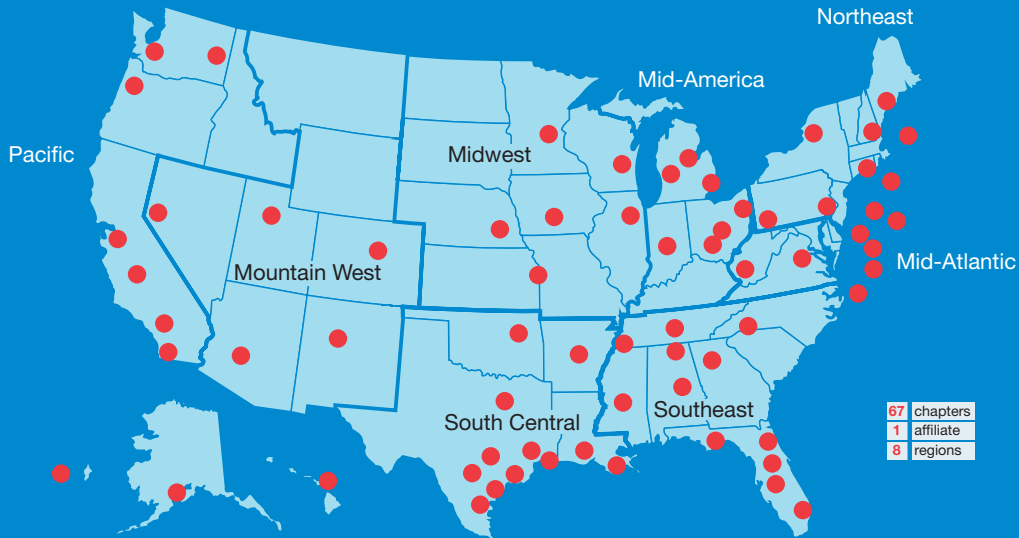 Northeast
Mid-America
Pacific
Midwest
Mountain West
Mid-Atlantic
South Central
Southeast
67 chapters
1 affiliate
8 regions